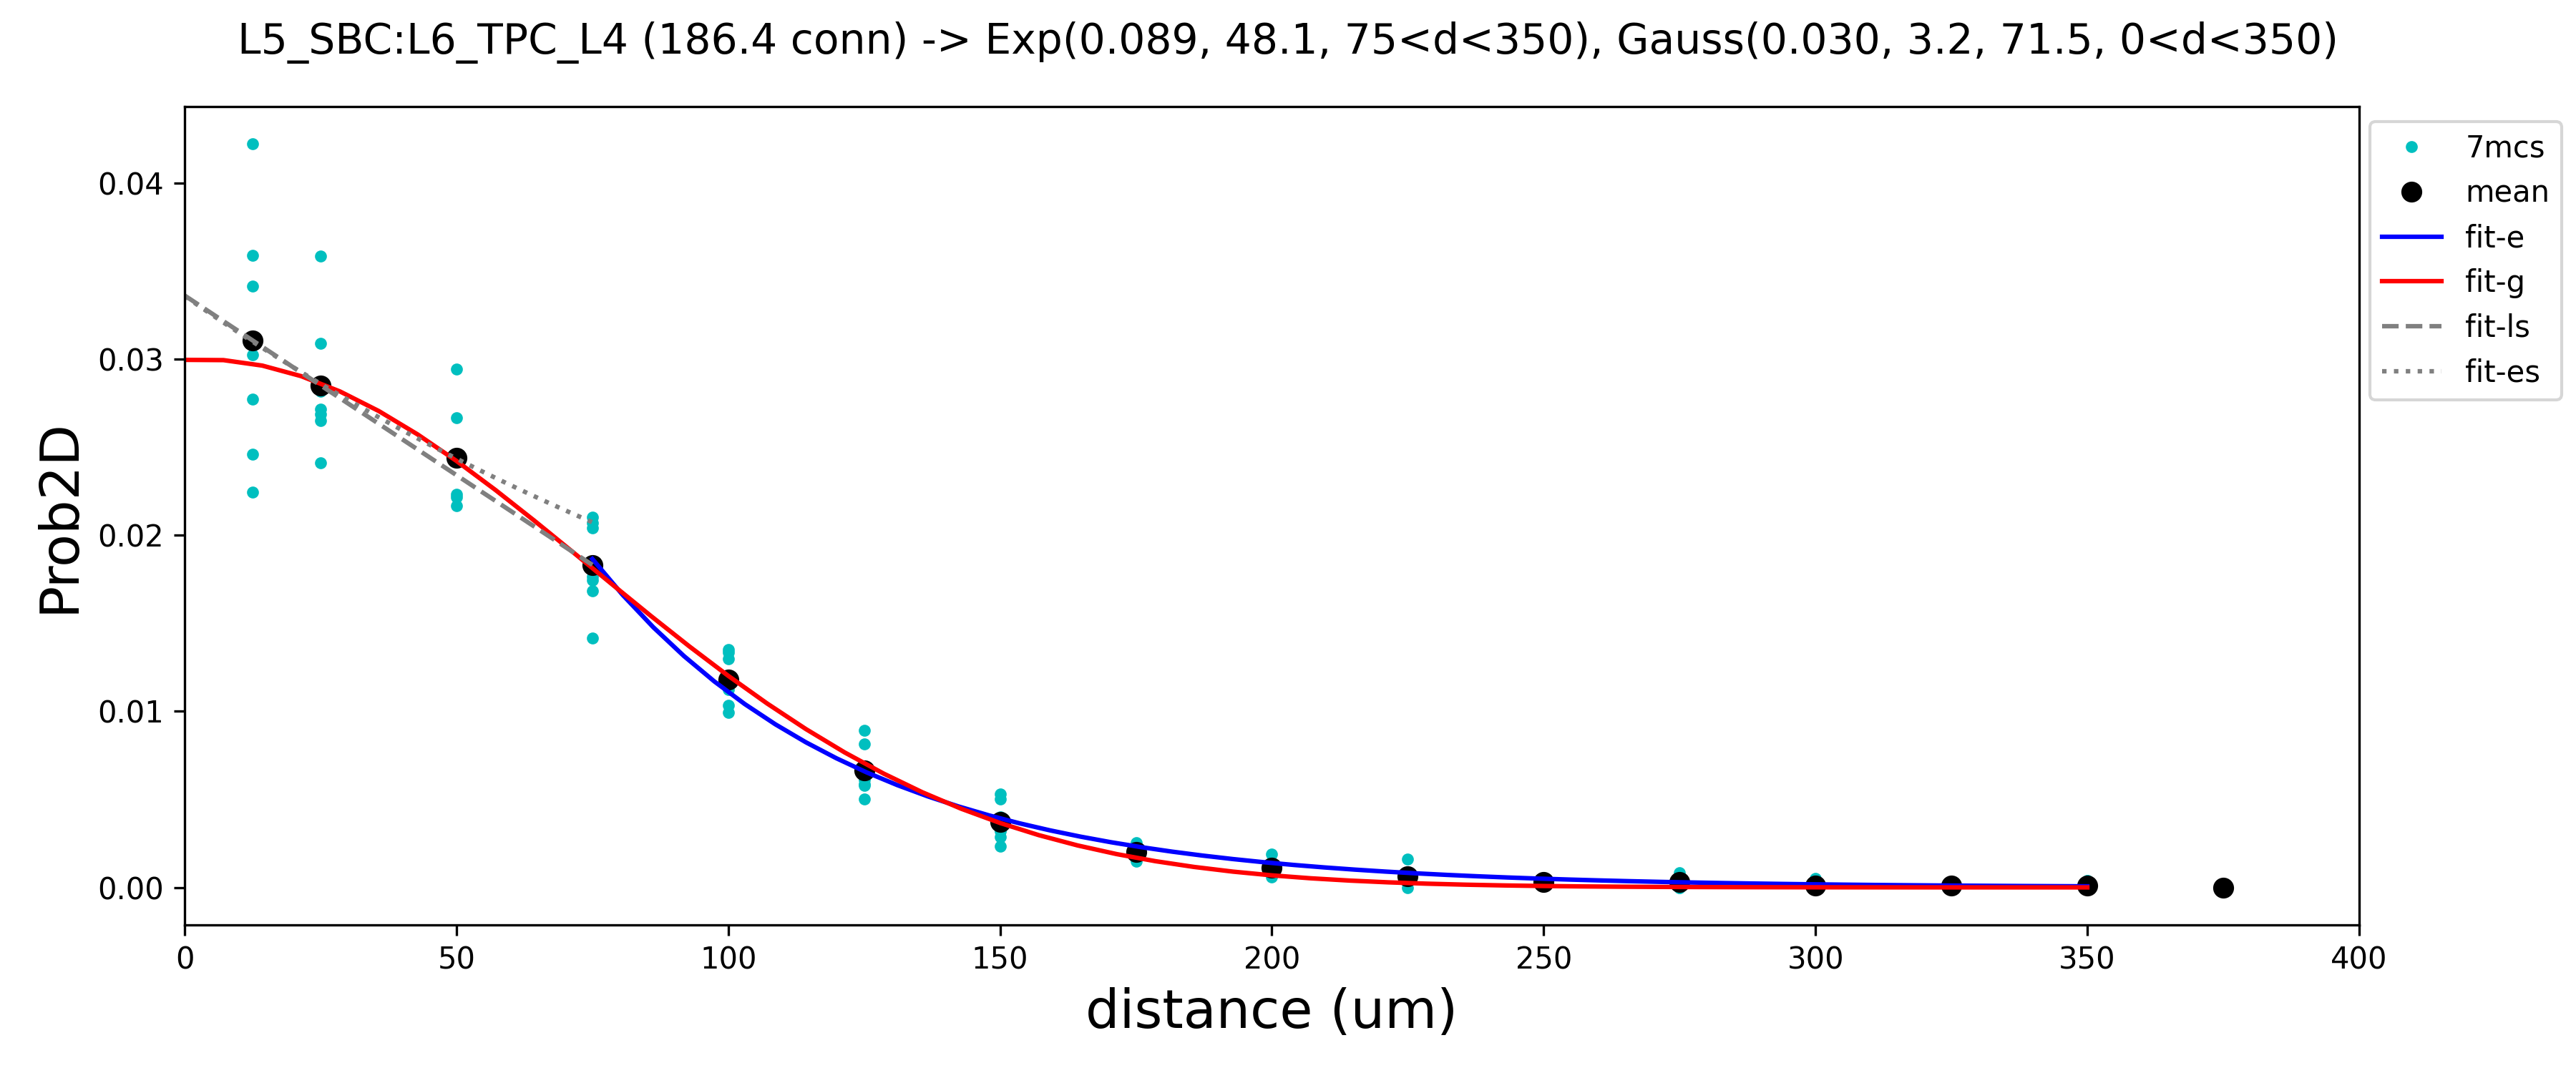 L5_SBC:L6_TPC_L4 (186.4 conn) -> Exp(0.089, 48.1, 75<d<350), Gauss(0.030, 3.2, 71.5, 0<d<350)
7mcs
mean
fit-e
fit-g
fit-ls
fit-es
Prob2D
0.04
0.03
0.02
0.01
0.00
0 50 100 150 200 250 300 350 400
distance (um)